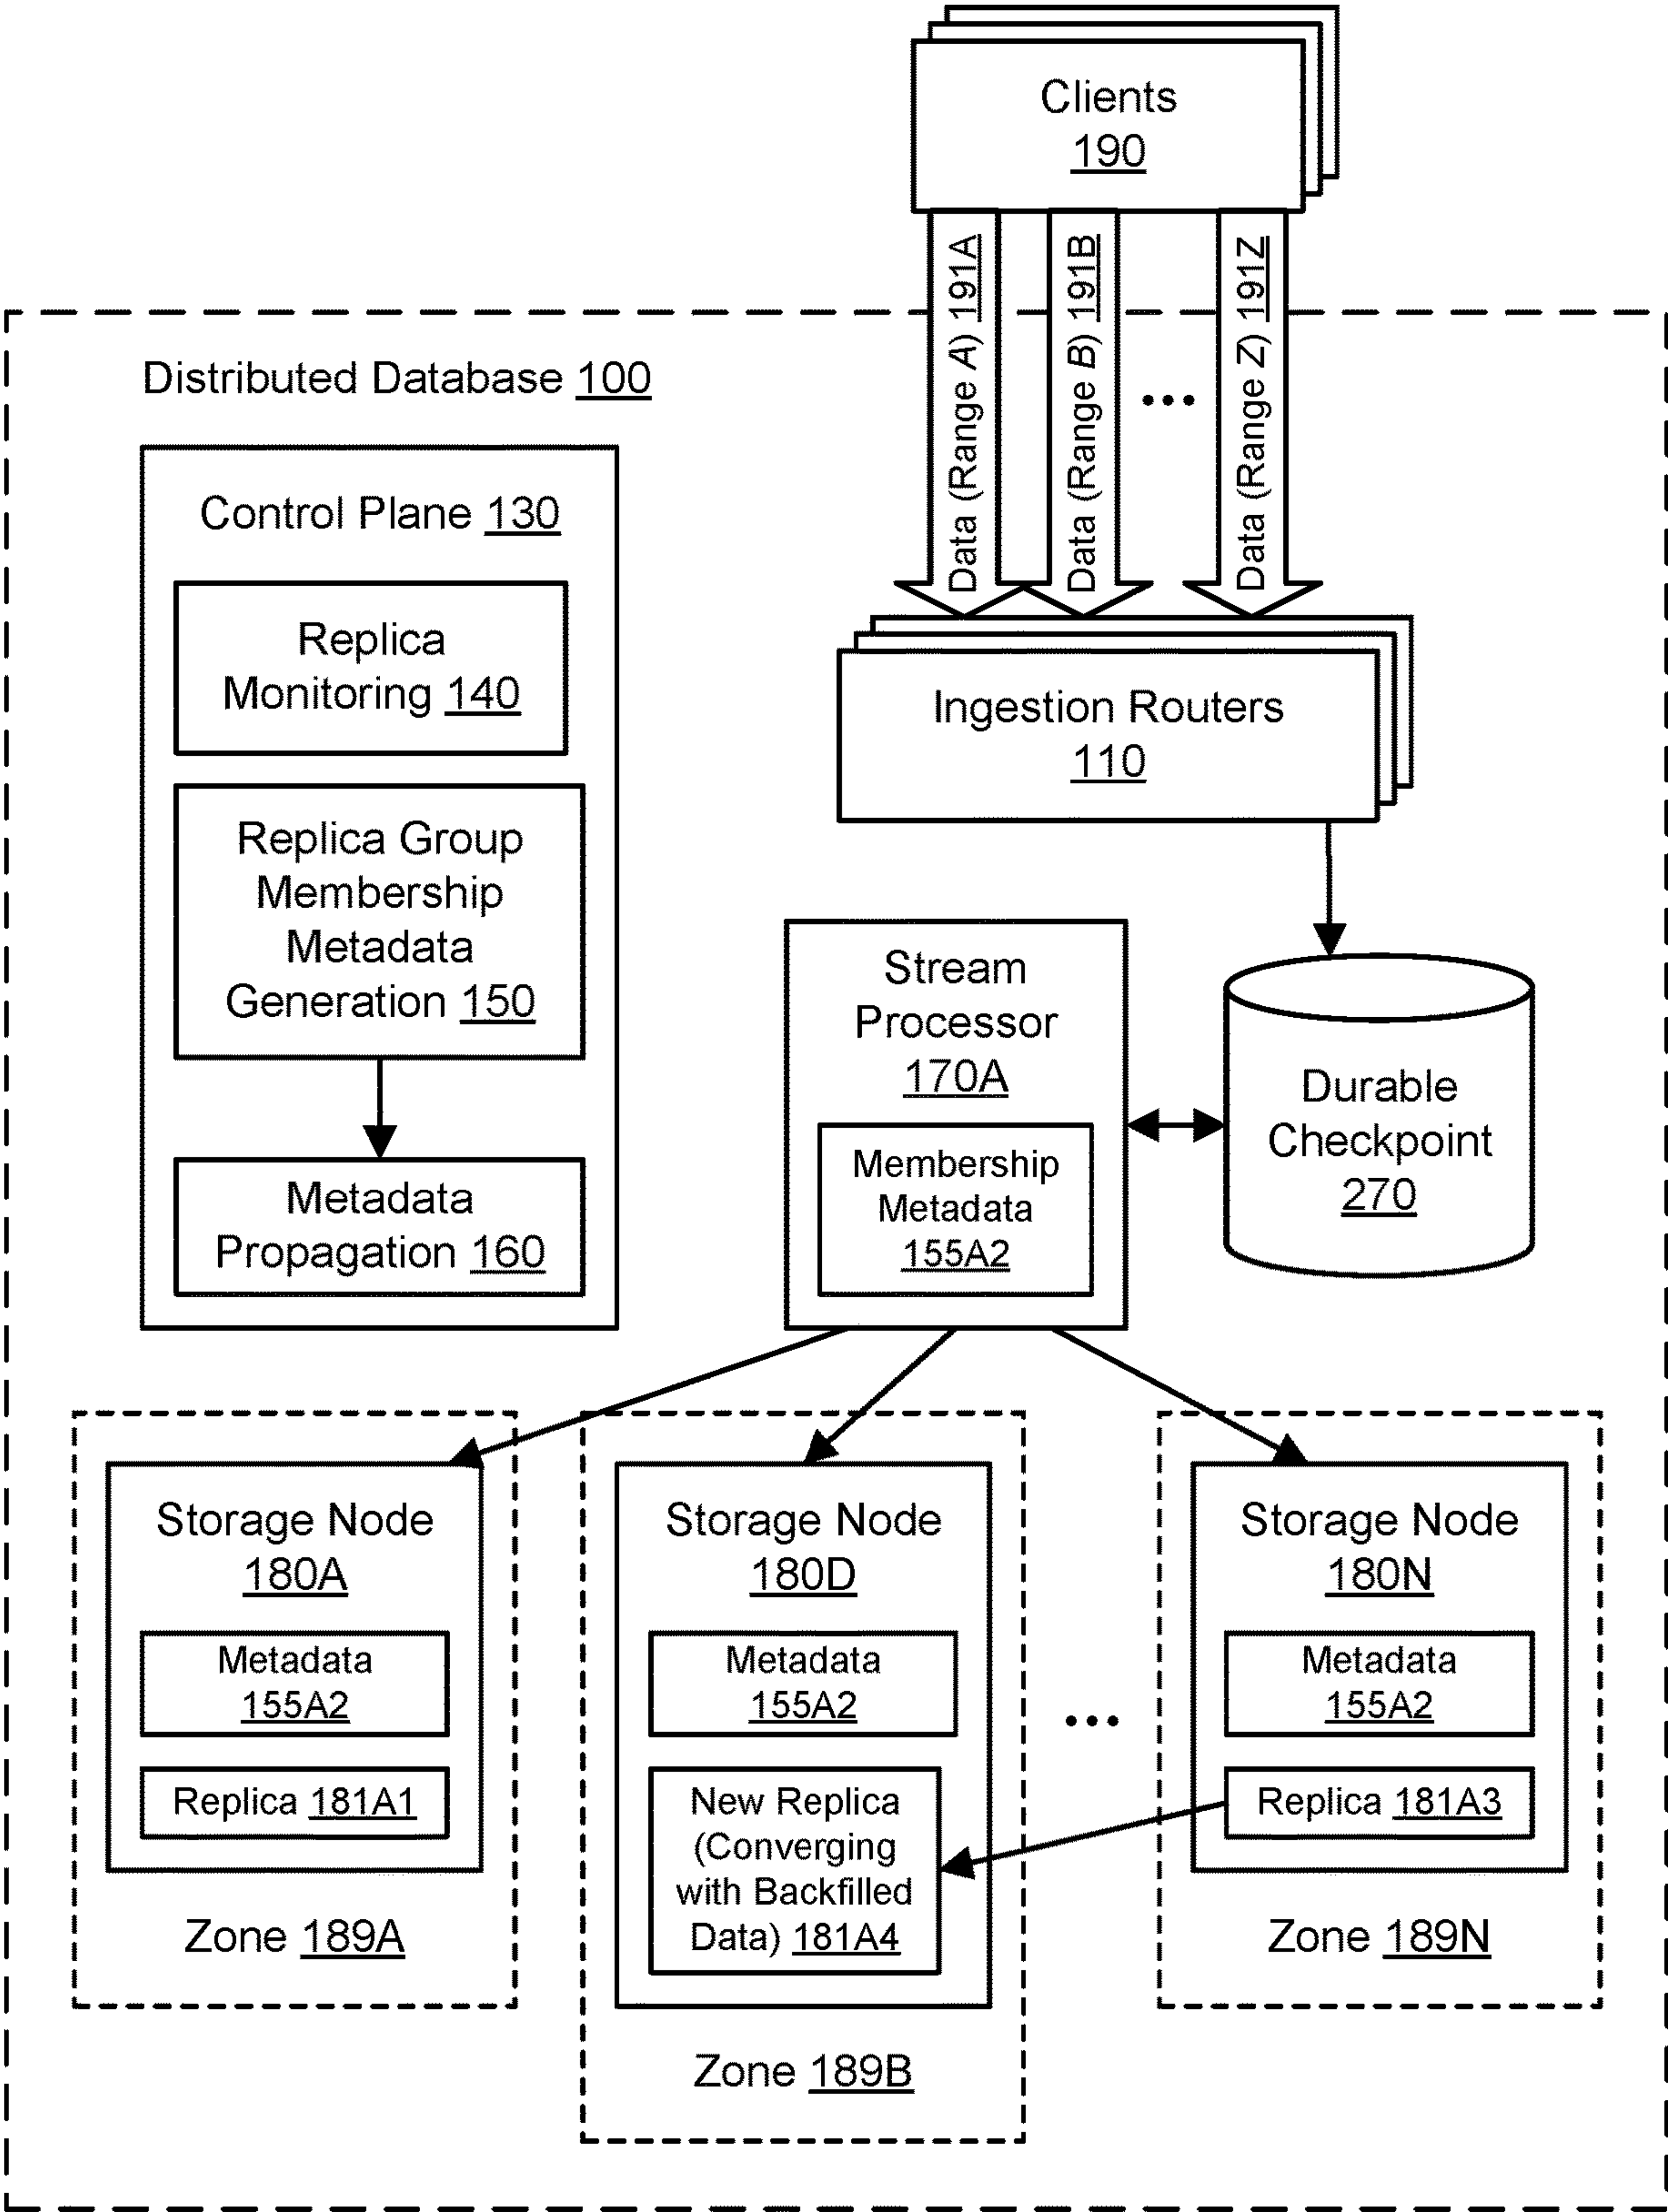 Clients
190
Data (Range A) 191A
Data (Range B) 191B
•••
Data (Range Z) 191Z
Distributed Database 100
Control Plane 130
Replica
Monitoring 140
Replica Group
Membership
Metadata
Generation 150
Metadata
Propagation 160
Ingestion Routers
110
Stream
Processor
170A
Membership
Metadata
155A2
Durable
Checkpoint
270
Storage Node
180A
Metadata
155A2
Replica 181A1
Zone 189A
Storage Node
180D
Metadata
155A2
New Replica
(Converging
with Backfilled
Data) 181A4
Zone 189B
•••
Storage Node
180N
Metadata
155A2
Replica 181A3
Zone 189N